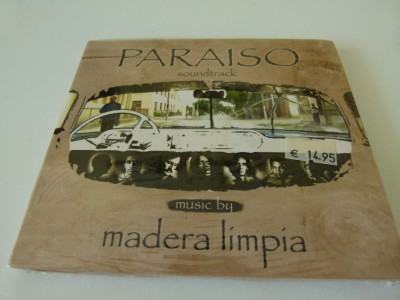 PARAISO
soundtrack
€ 14.95
music by
madera limpia